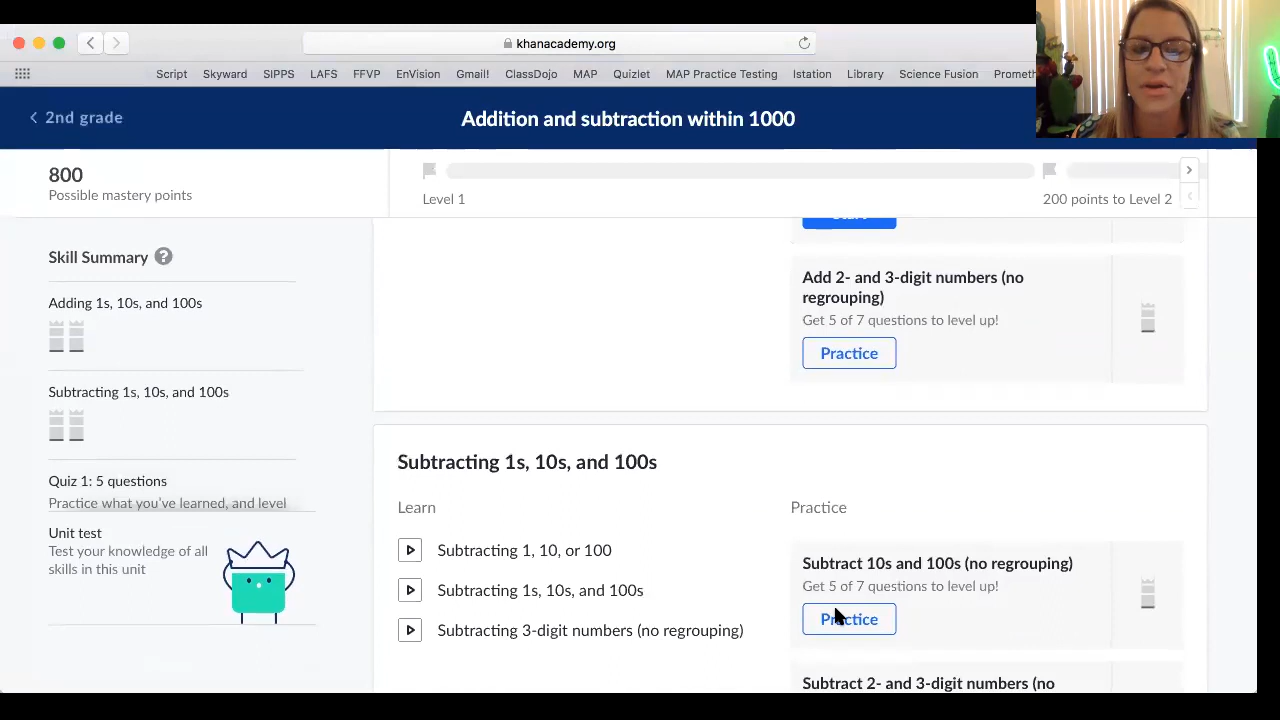 khanacademy.org
Script Skyward SIPPS LAFS FFVP EnVision Gmail! ClassDojo MAP Quizlet MAP Practice Testing Istation Library Science Fusion Prometh
2nd grade
Addition and subtraction within 1000
800
Possible mastery points
Level 1
200 points to Level 2
Skill Summary ?
Adding 1s, 10s, and 100s
Subtracting 1s, 10s, and 100s
Quiz 1: 5 questions
Practice what you've learned, and level
Unit test
Test your knowledge of all
skills in this unit
Start
Add 2- and 3-digit numbers (no
regrouping)
Get 5 of 7 questions to level up!
Practice
Subtracting 1s, 10s, and 100s
Learn
Subtracting 1, 10, or 100
Subtracting 1s, 10s, and 100s
Subtracting 3-digit numbers (no regrouping)
Practice
Subtract 10s and 100s (no regrouping)
Get 5 of 7 questions to level up!
Practice
Subtract 2- and 3-digit numbers (no